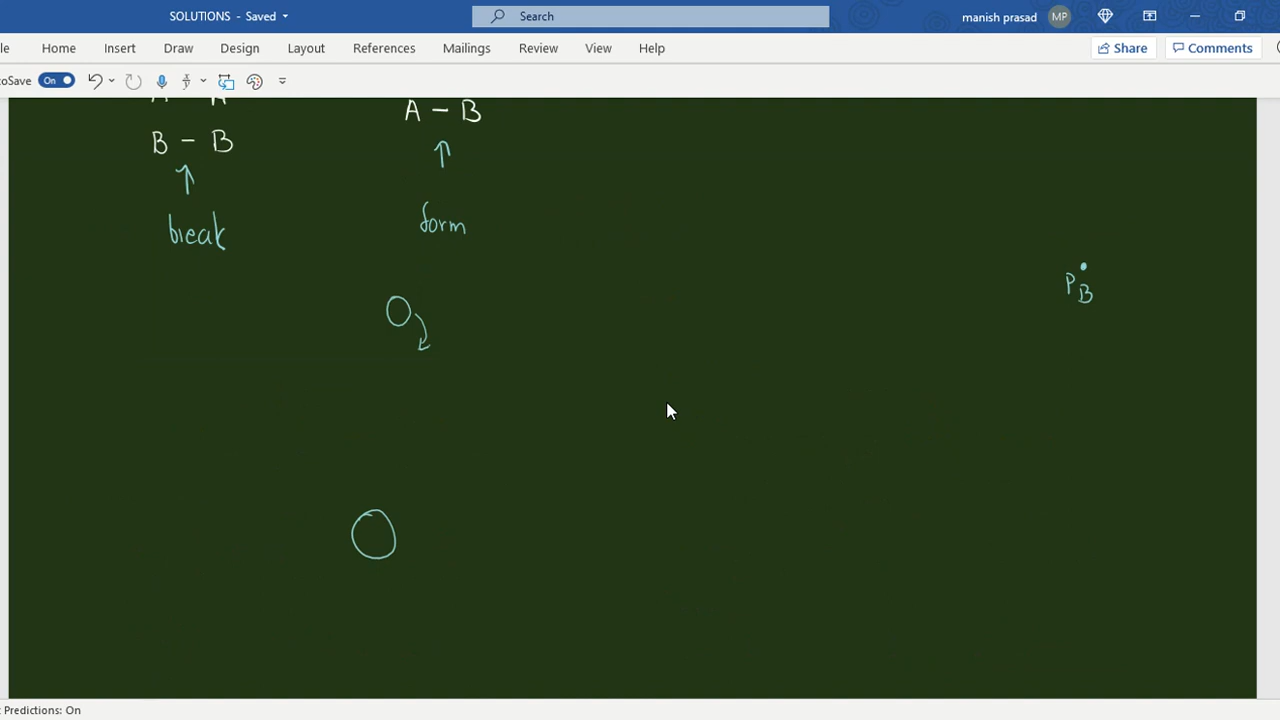 SOLUTIONS - Saved
Search
manish prasad MP
le Home Insert Draw Design Layout References Mailings Review View Help Share Comments
oSave On
A - A
A - B
B - B
↑ ↑
break form
P°B
Predictions: On